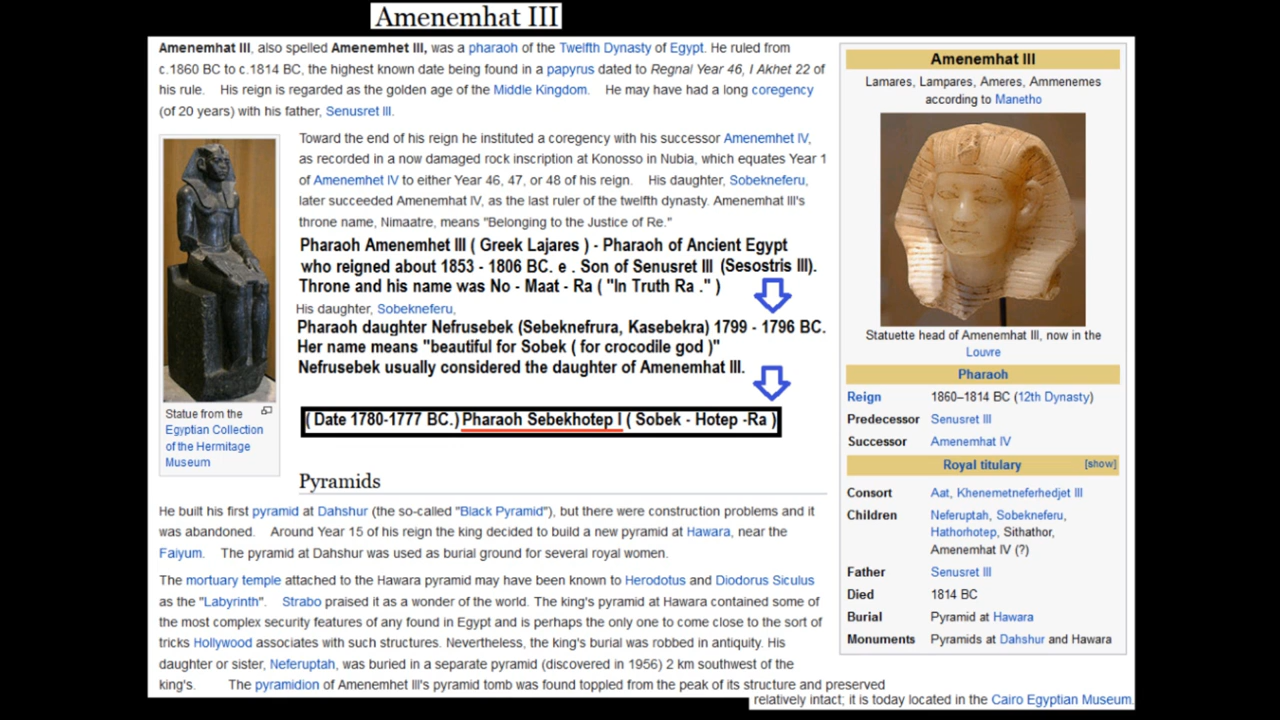 Amenemhat III
Amenemhat III, also spelled Amenemhet III, was a pharaoh of the Twelfth Dynasty of Egypt. He ruled from
c.1860 BC to c.1814 BC, the highest known date being found in a papyrus dated to Regnal Year 46, I Akhet 22 of
his rule. His reign is regarded as the golden age of the Middle Kingdom. He may have had a long coregency
(of 20 years) with his father, Senusret III.
Toward the end of his reign he instituted a coregency with his successor Amenemhet IV,
as recorded in a now damaged rock inscription at Konosso in Nubia, which equates Year 1
of Amenemhet IV to either Year 46, 47, or 48 of his reign. His daughter, Sobekneferu,
later succeeded Amenemhat IV, as the last ruler of the twelfth dynasty. Amenemhat III's
throne name, Nimaatre, means "Belonging to the Justice of Re."
Pharaoh Amenemhet III ( Greek Lajares ) - Pharaoh of Ancient Egypt
who reigned about 1853 - 1806 BC. e . Son of Senusret III (Sesostris III).
Throne and his name was No - Maat - Ra ( "In Truth Ra ." )
His daughter, Sobekneferu,
Pharaoh daughter Nefrusebek (Sebeknefrura, Kasebekra) 1799 - 1796 BC.
Her name means "beautiful for Sobek ( for crocodile god )"
Nefrusebek usually considered the daughter of Amenemhat III.
( Date 1780-1777 BC.) Pharaoh Sebekhotep I ( Sobek - Hotep -Ra )
Statue from the
Egyptian Collection
of the Hermitage
Museum
Pyramids
He built his first pyramid at Dahshur (the so-called "Black Pyramid"), but there were construction problems and it
was abandoned. Around Year 15 of his reign the king decided to build a new pyramid at Hawara, near the
Faiyum. The pyramid at Dahshur was used as burial ground for several royal women.
The mortuary temple attached to the Hawara pyramid may have been known to Herodotus and Diodorus Siculus
as the "Labyrinth". Strabo praised it as a wonder of the world. The king's pyramid at Hawara contained some of
the most complex security features of any found in Egypt and is perhaps the only one to come close to the sort of
tricks Hollywood associates with such structures. Nevertheless, the king's burial was robbed in antiquity. His
daughter or sister, Neferuptah, was buried in a separate pyramid (discovered in 1956) 2 km southwest of the
king's. The pyramidion of Amenemhet III's pyramid tomb was found toppled from the peak of its structure and preserved
relatively intact; it is today located in the Cairo Egyptian Museum.
Amenemhat III
Lamares, Lampares, Ameres, Ammenemes
according to Manetho
Statuette head of Amenemhat III, now in the
Louvre
Pharaoh
Reign 1860–1814 BC (12th Dynasty)
Predecessor Senusret III
Successor Amenemhat IV
Royal titulary [show]
Consort Aat, Khenemetneferhedjet III
Children Neferuptah, Sobekneferu,
Hathorhotep, Sithathor,
Amenemhat IV (?)
Father Senusret III
Died 1814 BC
Burial Pyramid at Hawara
Monuments Pyramids at Dahshur and Hawara